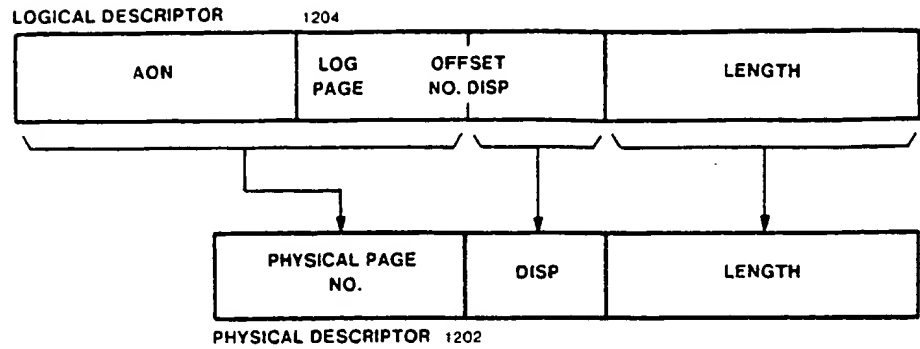 LOGICAL DESCRIPTOR 1204
AON
LOG OFFSET
PAGE NO. DISP
LENGTH
PHYSICAL PAGE
NO.
DISP
LENGTH
PHYSICAL DESCRIPTOR 1202